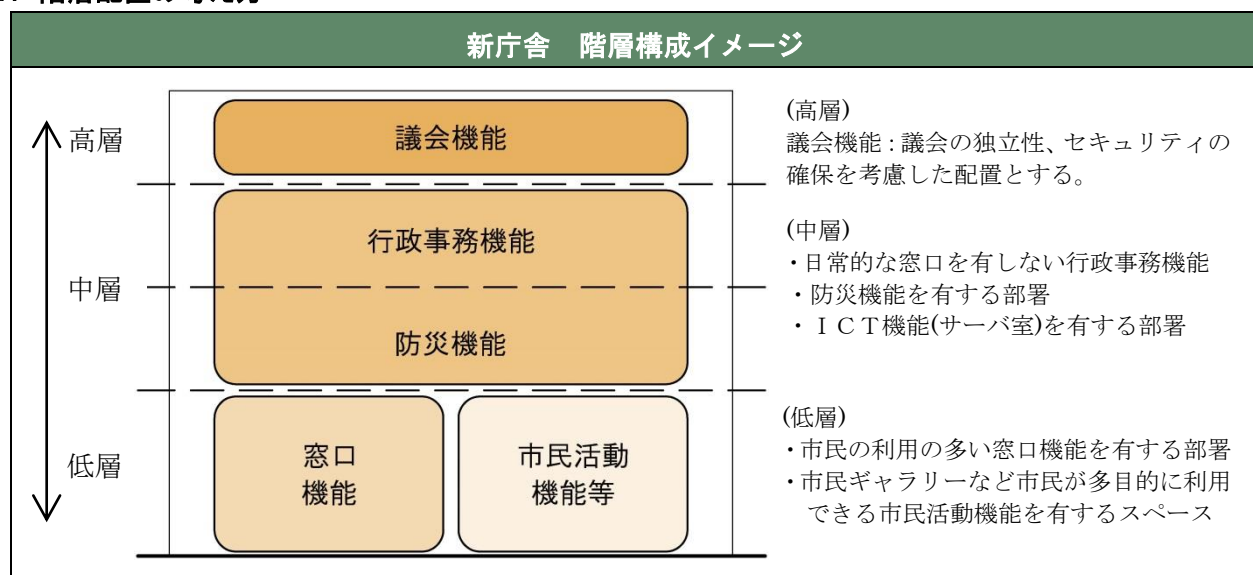 新庁舎 階層構成イメージ
高層
議会機能
中層
行政事務機能
防災機能
低層
窓口
機能
市民活動
機能等
(高層)
議会機能：議会の独立性、セキュリティの
確保を考慮した配置とする。
(中層)
・日常的な窓口を有しない行政事務機能
・防災機能を有する部署
・ＩＣＴ機能(サーバ室)を有する部署
(低層)
・市民の利用の多い窓口機能を有する部署
・市民ギャラリーなど市民が多目的に利用
できる市民活動機能を有するスペース